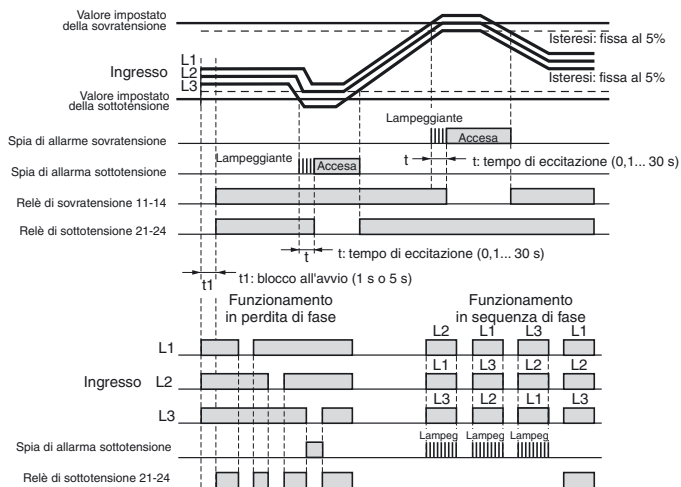 Valore impostato
della sovratensione
Isteresi: fissa al 5%
L1
Ingresso L2
L3
Isteresi: fissa al 5%
Valore impostato
della sottotensione
Lampeggiante
Spia di allarme sovratensione
Accesa
Lampeggiante
t
t: tempo di eccitazione (0,1... 30 s)
Spia di allarma sottotensione
Accesa
Relè di sovratensione 11-14
Relè di sottotensione 21-24
t
t: tempo di eccitazione (0,1... 30 s)
t1
t1: blocco all'avvio (1 s o 5 s)
Funzionamento
in perdita di fase
Funzionamento
in sequenza di fase
L2 L1 L3 L1
L1
L1 L3 L2 L2
Ingresso L2
L3 L2 L1 L3
L3
Lampeg Lampeg Lampeg
Spia di allarma sottotensione
Relè di sottotensione 21-24